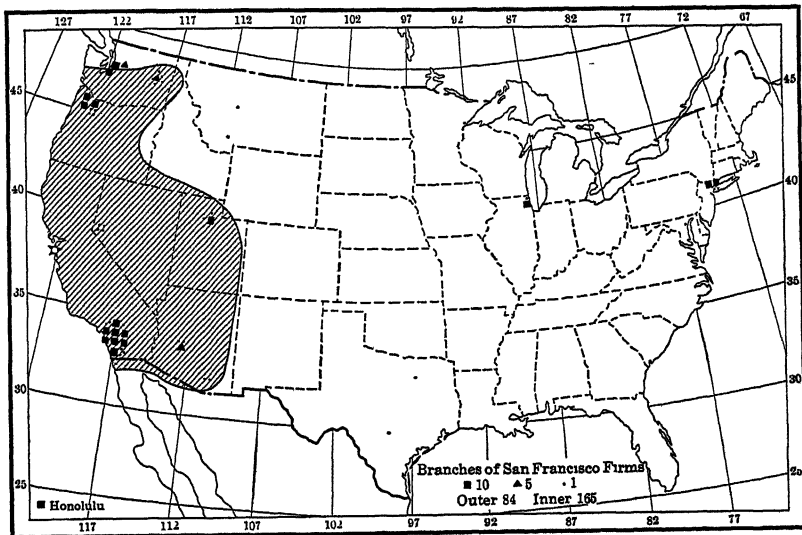 127 122 117 112 107 102 97 92 87 82 77 72 67
45 45
40 40
35 35
30 30
25
Branches of San Francisco Firms
■ 10 ▲ 5 · 1
Outer 84 Inner 165
■ Honolulu
117 112 107 102 97 92 87 82 77